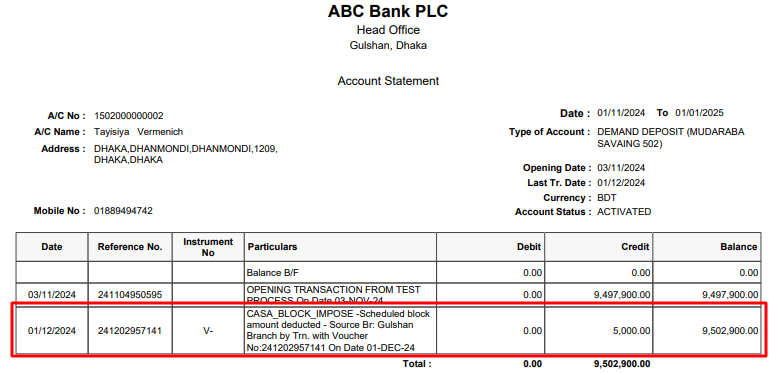 ABC Bank PLC
Head Office
Gulshan, Dhaka
Account Statement
A/C No : 1502000000002
A/C Name : Tayisiya Vermenich
Address : DHAKA,DHANMONDI,DHANMONDI,1209,
DHAKA,DHAKA
Mobile No : 01889494742
Date : 01/11/2024 To 01/01/2025
Type of Account : DEMAND DEPOSIT (MUDARABA
SAVAING 502)
Opening Date : 03/11/2024
Last Tr. Date : 01/12/2024
Currency : BDT
Account Status : ACTIVATED
Date Reference No. Instrument No Particulars Debit Credit Balance
Balance B/F 0.00 0.00 0.00
03/11/2024 241104950595 OPENING TRANSACTION FROM TEST 0.00 9,497,900.00 9,497,900.00
PROCESS On Date 03-NOV-24
CASA_BLOCK_IMPOSE -Scheduled block
amount deducted - Source Br: Gulshan
01/12/2024 241202957141 V- Branch by Trn. with Voucher 0.00 5,000.00 9,502,900.00
No:241202957141 On Date 01-DEC-24
Total : 0.00 9,502,900.00